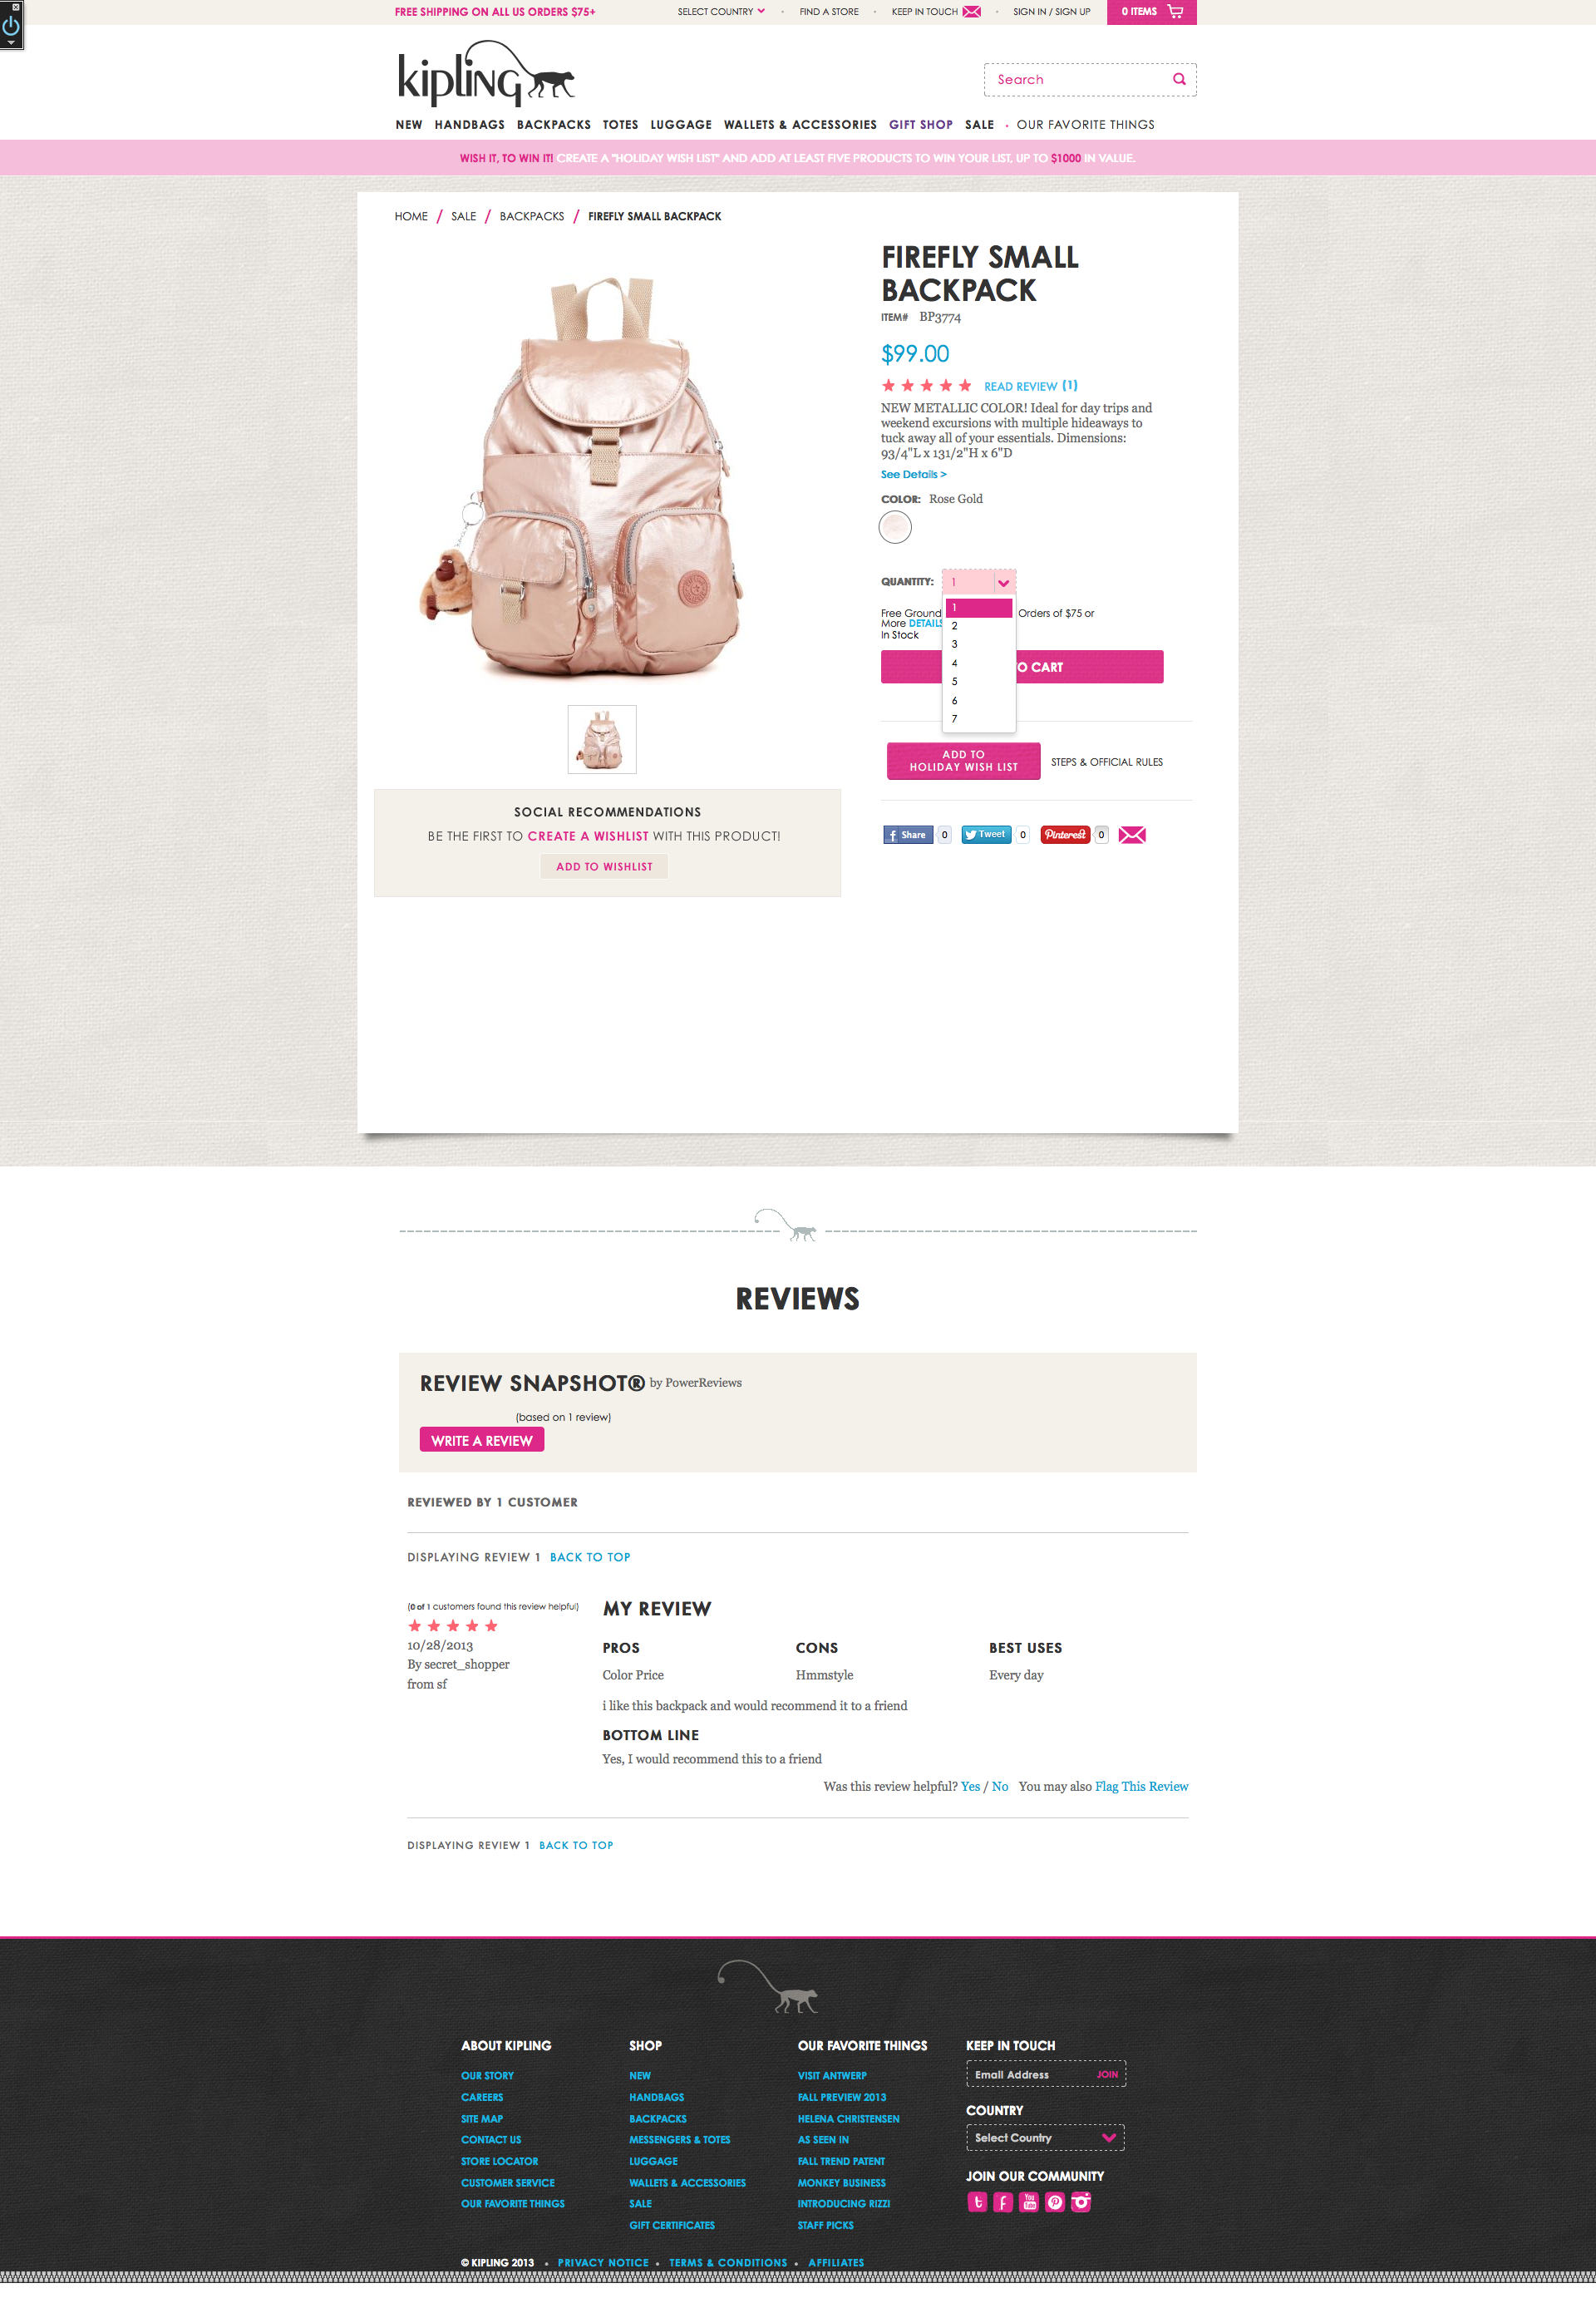 FREE SHIPPING ON ALL US ORDERS $75+
SELECT COUNTRY
FIND A STORE
KEEP IN TOUCH
SIGN IN / SIGN UP
0 ITEMS
kipling
Search
NEW HANDBAGS BACKPACKS TOTES LUGGAGE WALLETS & ACCESSORIES GIFT SHOP SALE • OUR FAVORITE THINGS
WISH IT, TO WIN IT! CREATE A "HOLIDAY WISH LIST" AND ADD AT LEAST FIVE PRODUCTS TO WIN YOUR LIST, UP TO $1000 IN VALUE.
HOME / SALE / BACKPACKS / FIREFLY SMALL BACKPACK
FIREFLY SMALL
BACKPACK
ITEM# BP3774
$99.00
READ REVIEW (1)
NEW METALLIC COLOR! Ideal for day trips and
weekend excursions with multiple hideaways to
tuck away all of your essentials. Dimensions:
93/4"L x 131/2"H x 6"D
See Details >
COLOR: Rose Gold
QUANTITY: 1
1
2
3
4
5
6
7
Free Ground Orders of $75 or
More DETAILS
In Stock
O CART
ADD TO
HOLIDAY WISH LIST
STEPS & OFFICIAL RULES
Share 0
Tweet 0
Pinterest 0
SOCIAL RECOMMENDATIONS
BE THE FIRST TO CREATE A WISHLIST WITH THIS PRODUCT!
ADD TO WISHLIST
REVIEWS
REVIEW SNAPSHOT® by PowerReviews
(based on 1 review)
WRITE A REVIEW
REVIEWED BY 1 CUSTOMER
DISPLAYING REVIEW 1 BACK TO TOP
(0 of 1 customers found this review helpful)
10/28/2013
By secret_shopper
from sf
MY REVIEW
PROS
Color Price
CONS
Hmmstyle
BEST USES
Every day
i like this backpack and would recommend it to a friend
BOTTOM LINE
Yes, I would recommend this to a friend
Was this review helpful? Yes / No You may also Flag This Review
DISPLAYING REVIEW 1 BACK TO TOP
ABOUT KIPLING
OUR STORY
CAREERS
SITE MAP
CONTACT US
STORE LOCATOR
CUSTOMER SERVICE
OUR FAVORITE THINGS
SHOP
NEW
HANDBAGS
BACKPACKS
MESSENGERS & TOTES
LUGGAGE
WALLETS & ACCESSORIES
SALE
GIFT CERTIFICATES
OUR FAVORITE THINGS
VISIT ANTWERP
FALL PREVIEW 2013
HELENA CHRISTENSEN
AS SEEN IN
FALL TREND PATENT
MONKEY BUSINESS
INTRODUCING RIZZI
STAFF PICKS
KEEP IN TOUCH
Email Address JOIN
COUNTRY
Select Country
JOIN OUR COMMUNITY
You Tube
© KIPLING 2013 • PRIVACY NOTICE • TERMS & CONDITIONS • AFFILIATES